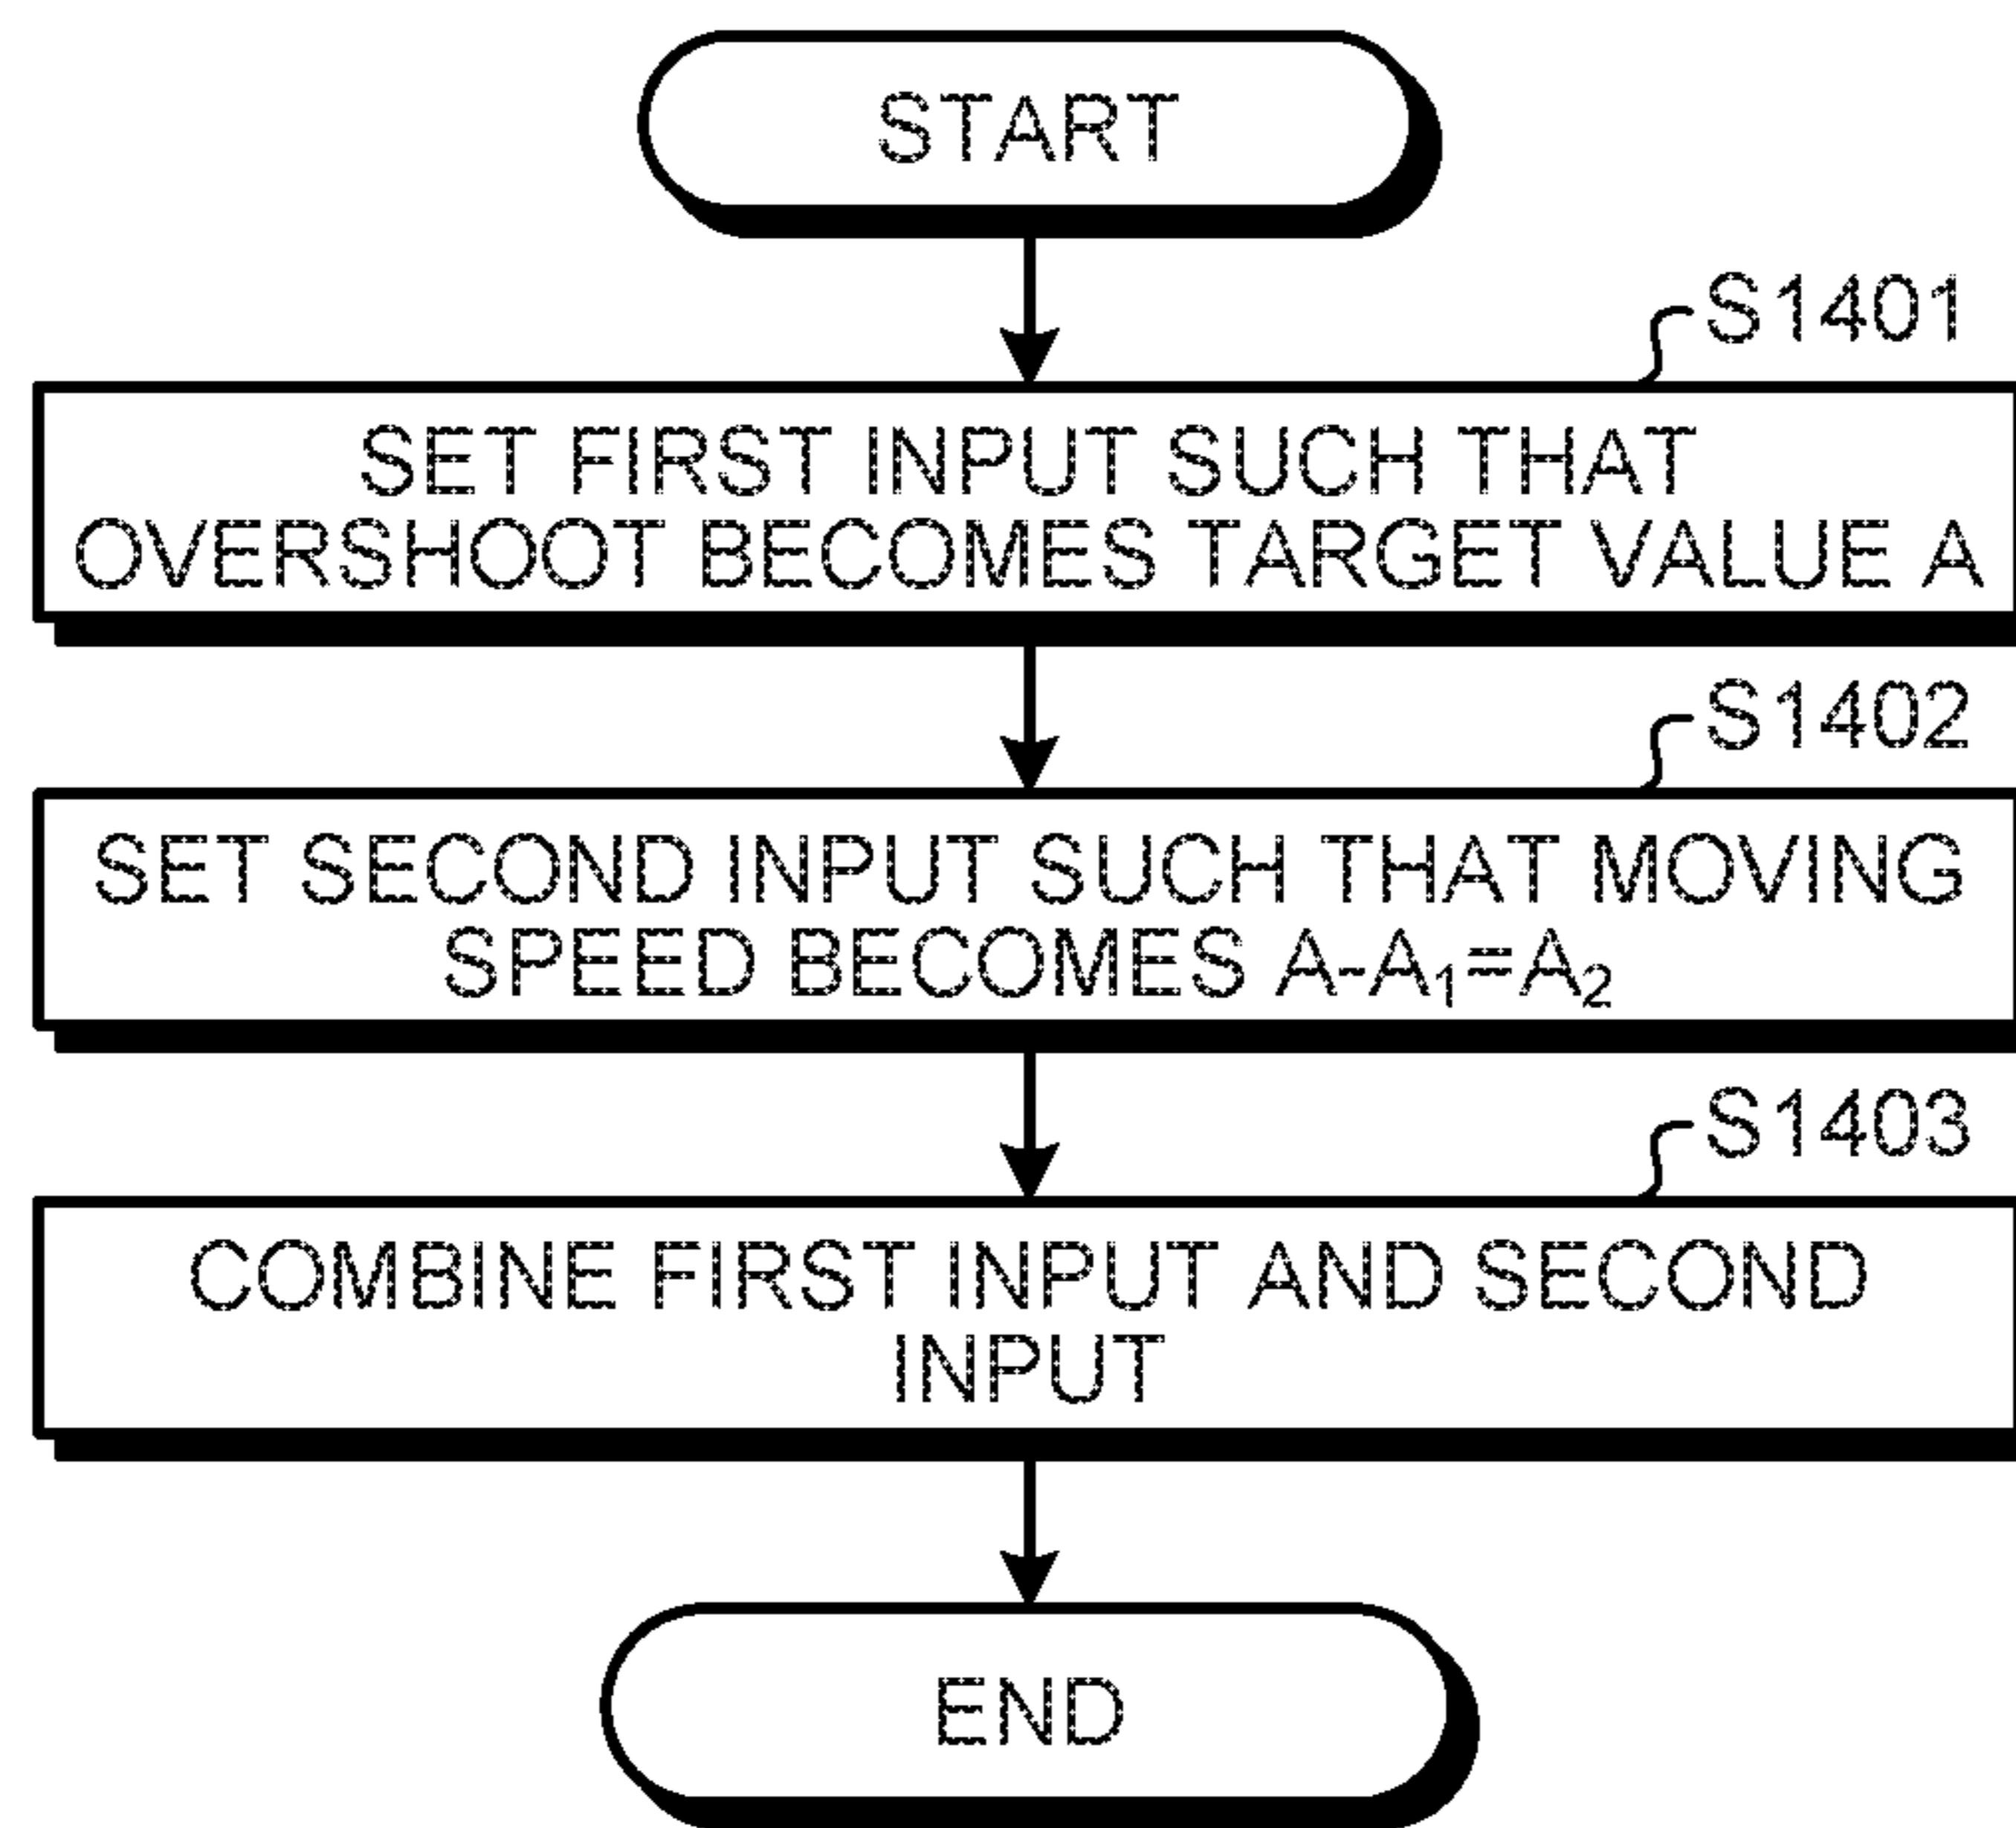 START
S1401
SET FIRST INPUT SUCH THAT
OVERSHOOT BECOMES TARGET VALUE A
S1402
SET SECOND INPUT SUCH THAT MOVING
SPEED BECOMES A-A₁=A₂
S1403
COMBINE FIRST INPUT AND SECOND
INPUT
END